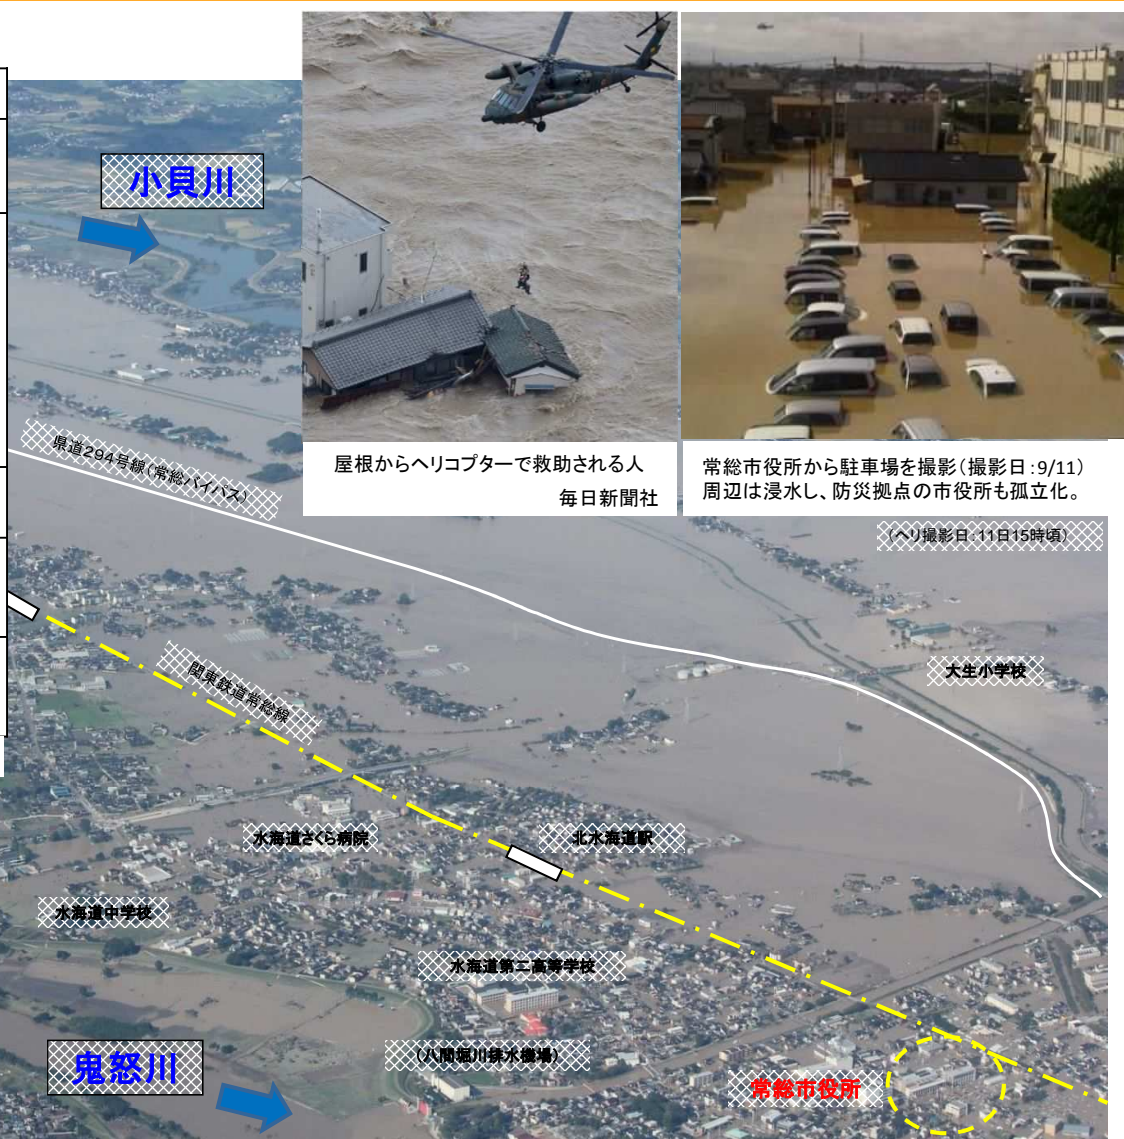 小貝川
屋根からヘリコプターで救助される人
毎日新聞社
常総市役所から駐車場を撮影(撮影日:9/11)
周辺は浸水し、防災拠点の市役所も孤立化。
県道294号線(常総バイパス)
(ヘリ撮影日:11日15時頃)
大生小学校
関東鉄道常総線
水海道さくら病院
北水海道駅
水海道中学校
水海道第二高等学校
鬼怒川
(八間堀川排水機場)
常総市役所